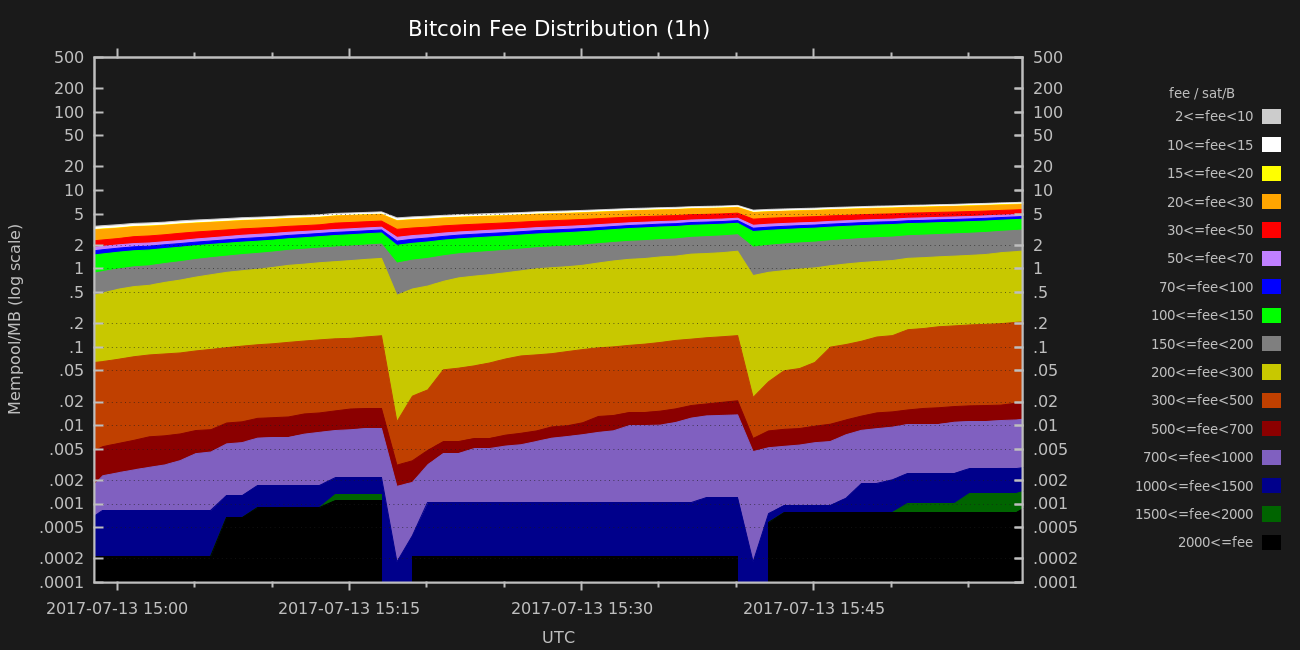 Bitcoin Fee Distribution (1h)
500 500
200 200
100 100
50 50
20 20
10 10
5 5
2 2
1 1
.5 .5
.2 .2
.1 .1
.05 .05
.02 .02
.01 .01
.005 .005
.002 .002
.001 .001
.0005 .0005
.0002 .0002
.0001 .0001
Mempool/MB (log scale)
2017-07-13 15:00 2017-07-13 15:15 2017-07-13 15:30 2017-07-13 15:45
UTC
fee / sat/B
2<=fee<10
10<=fee<15
15<=fee<20
20<=fee<30
30<=fee<50
50<=fee<70
70<=fee<100
100<=fee<150
150<=fee<200
200<=fee<300
300<=fee<500
500<=fee<700
700<=fee<1000
1000<=fee<1500
1500<=fee<2000
2000<=fee